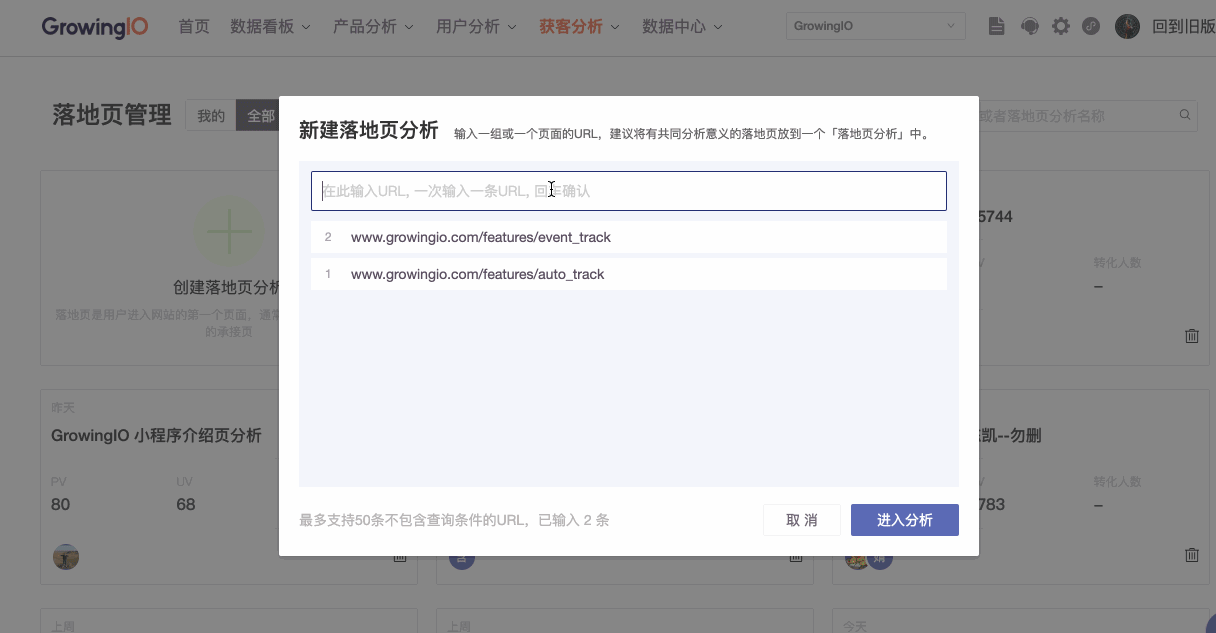 GrowingIO 首页 数据看板 产品分析 用户分析 获客分析 数据中心 GrowingIO 回到旧版
落地页管理 我的 全部 或者落地页分析名称
新建落地页分析 输入一组或一个页面的URL，建议将有共同分析意义的落地页放到一个「落地页分析」中。
在此输入URL, 一次输入一条URL, 回车确认
2 www.growingio.com/features/event_track
1 www.growingio.com/features/auto_track
最多支持50条不包含查询条件的URL，已输入 2 条
取 消 进入分析
创建落地页分析
落地页是用户进入网站的第一个页面，通常
的承接页
5744
转化人数
–
昨天
GrowingIO 小程序介绍页分析
PV UV
80 68
凯--勿删
转化人数
783 –
上周 上周 今天